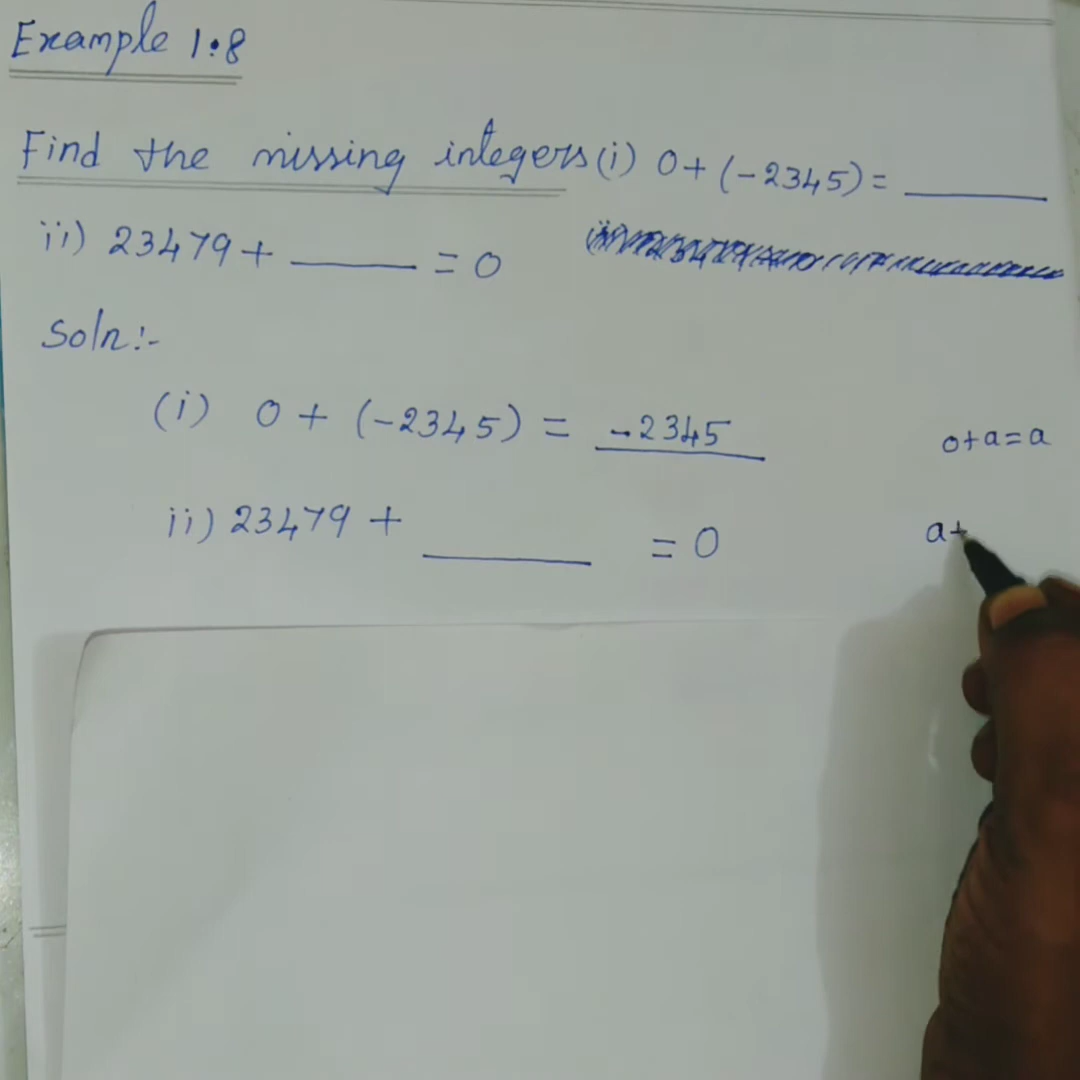 Example 1.8
Find the missing integers (i) 0 + (-2345) = ______
ii) 23479 + ______ = 0
Soln:-
(i) 0 + (-2345) = -2345
0+a=a
ii) 23479 + ______ = 0
a+